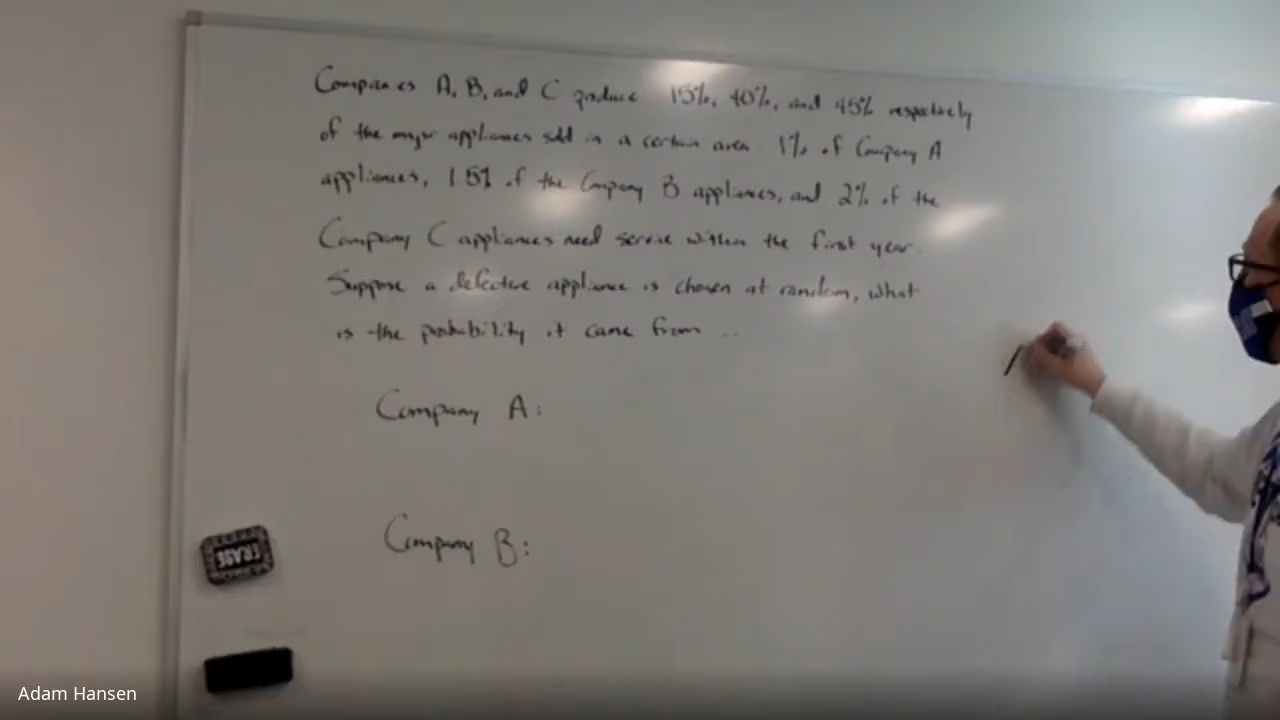 Companies A, B, and C produce 15%, 40%, and 45% respectively
of the major appliances sold in a certain area. 1% of Company A
appliances, 1.5% of the Company B appliances, and 2% of the
Company C appliances need service within the first year.
Suppose a defective appliance is chosen at random, what
is the probability it came from ...
Company A:
Company B:
ERASE
Adam Hansen